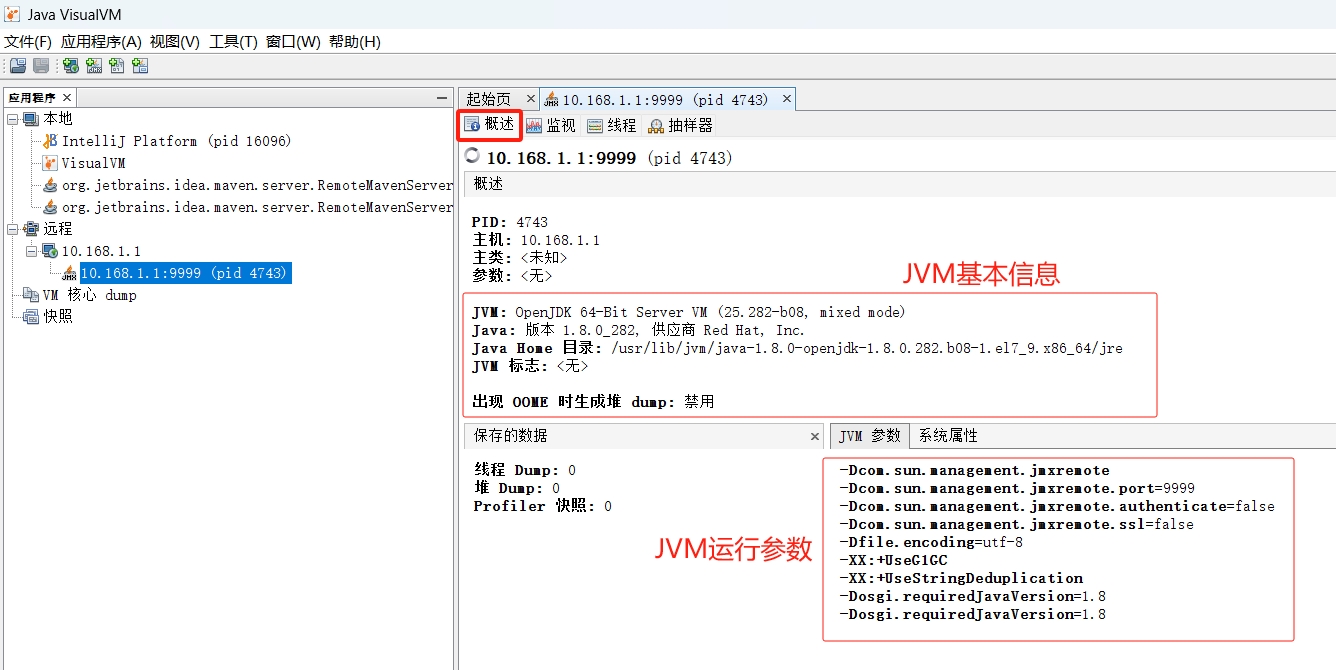 Java VisualVM
文件(F) 应用程序(A) 视图(V) 工具(T) 窗口(W) 帮助(H)
应用程序
本地
IntelliJ Platform (pid 16096)
VisualVM
org.jetbrains.idea.maven.server.RemoteMavenServer
org.jetbrains.idea.maven.server.RemoteMavenServer
远程
10.168.1.1
10.168.1.1:9999 (pid 4743)
VM 核心 dump
快照
起始页 10.168.1.1:9999 (pid 4743)
概述 监视 线程 抽样器
10.168.1.1:9999 (pid 4743)
概述
PID: 4743
主机: 10.168.1.1
主类: <未知>
参数: <无>
JVM基本信息
JVM: OpenJDK 64-Bit Server VM (25.282-b08, mixed mode)
Java: 版本 1.8.0_282, 供应商 Red Hat, Inc.
Java Home 目录: /usr/lib/jvm/java-1.8.0-openjdk-1.8.0.282.b08-1.el7_9.x86_64/jre
JVM 标志: <无>
出现 OOME 时生成堆 dump: 禁用
保存的数据
线程 Dump: 0
堆 Dump: 0
Profiler 快照: 0
JVM运行参数
JVM 参数 系统属性
-Dcom.sun.management.jmxremote
-Dcom.sun.management.jmxremote.port=9999
-Dcom.sun.management.jmxremote.authenticate=false
-Dcom.sun.management.jmxremote.ssl=false
-Dfile.encoding=utf-8
-XX:+UseG1GC
-XX:+UseStringDeduplication
-Dosgi.requiredJavaVersion=1.8
-Dosgi.requiredJavaVersion=1.8